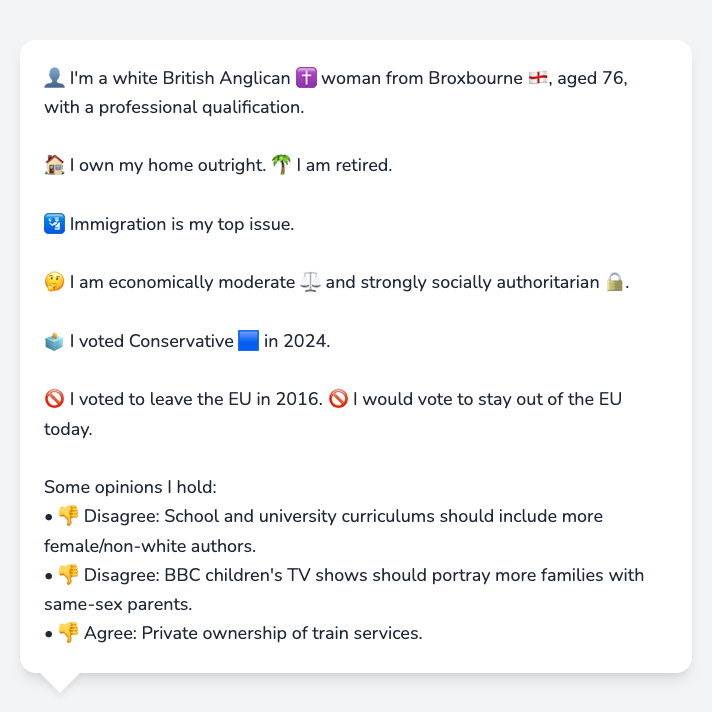 👤 I'm a white British Anglican ✝️ woman from Broxbourne 🏴󠁧󠁢󠁥󠁮󠁧󠁿, aged 76,
with a professional qualification.
🏠 I own my home outright. 🌴 I am retired.
🛂 Immigration is my top issue.
🤔 I am economically moderate ⚖️ and strongly socially authoritarian 🔒.
🗳️ I voted Conservative 🟦 in 2024.
🚫 I voted to leave the EU in 2016. 🚫 I would vote to stay out of the EU
today.
Some opinions I hold:
• 👎 Disagree: School and university curriculums should include more
female/non-white authors.
• 👎 Disagree: BBC children's TV shows should portray more families with
same-sex parents.
• 👎 Agree: Private ownership of train services.